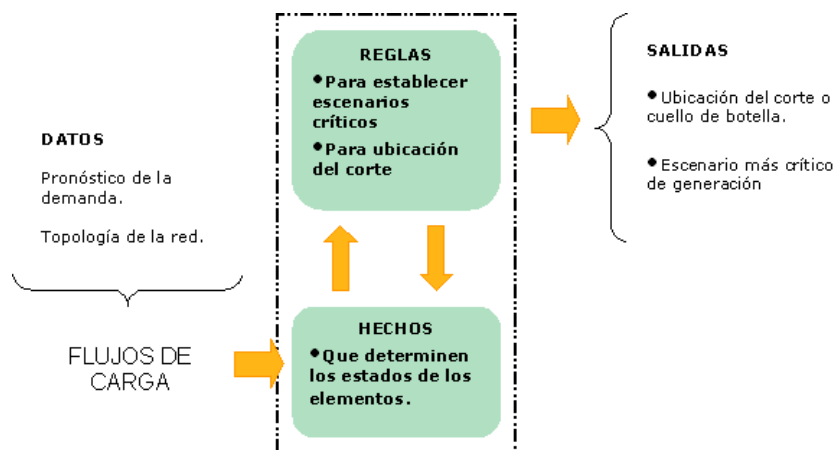 DATOS
Pronóstico de la
demanda.
Topología de la red.
FLUJOS DE
CARGA
REGLAS
●Para establecer
escenarios
críticos
●Para ubicación
del corte
HECHOS
●Que determinen
los estados de los
elementos.
SALIDAS
●Ubicación del corte o
cuello de botella.
●Escenario más crítico
de generación